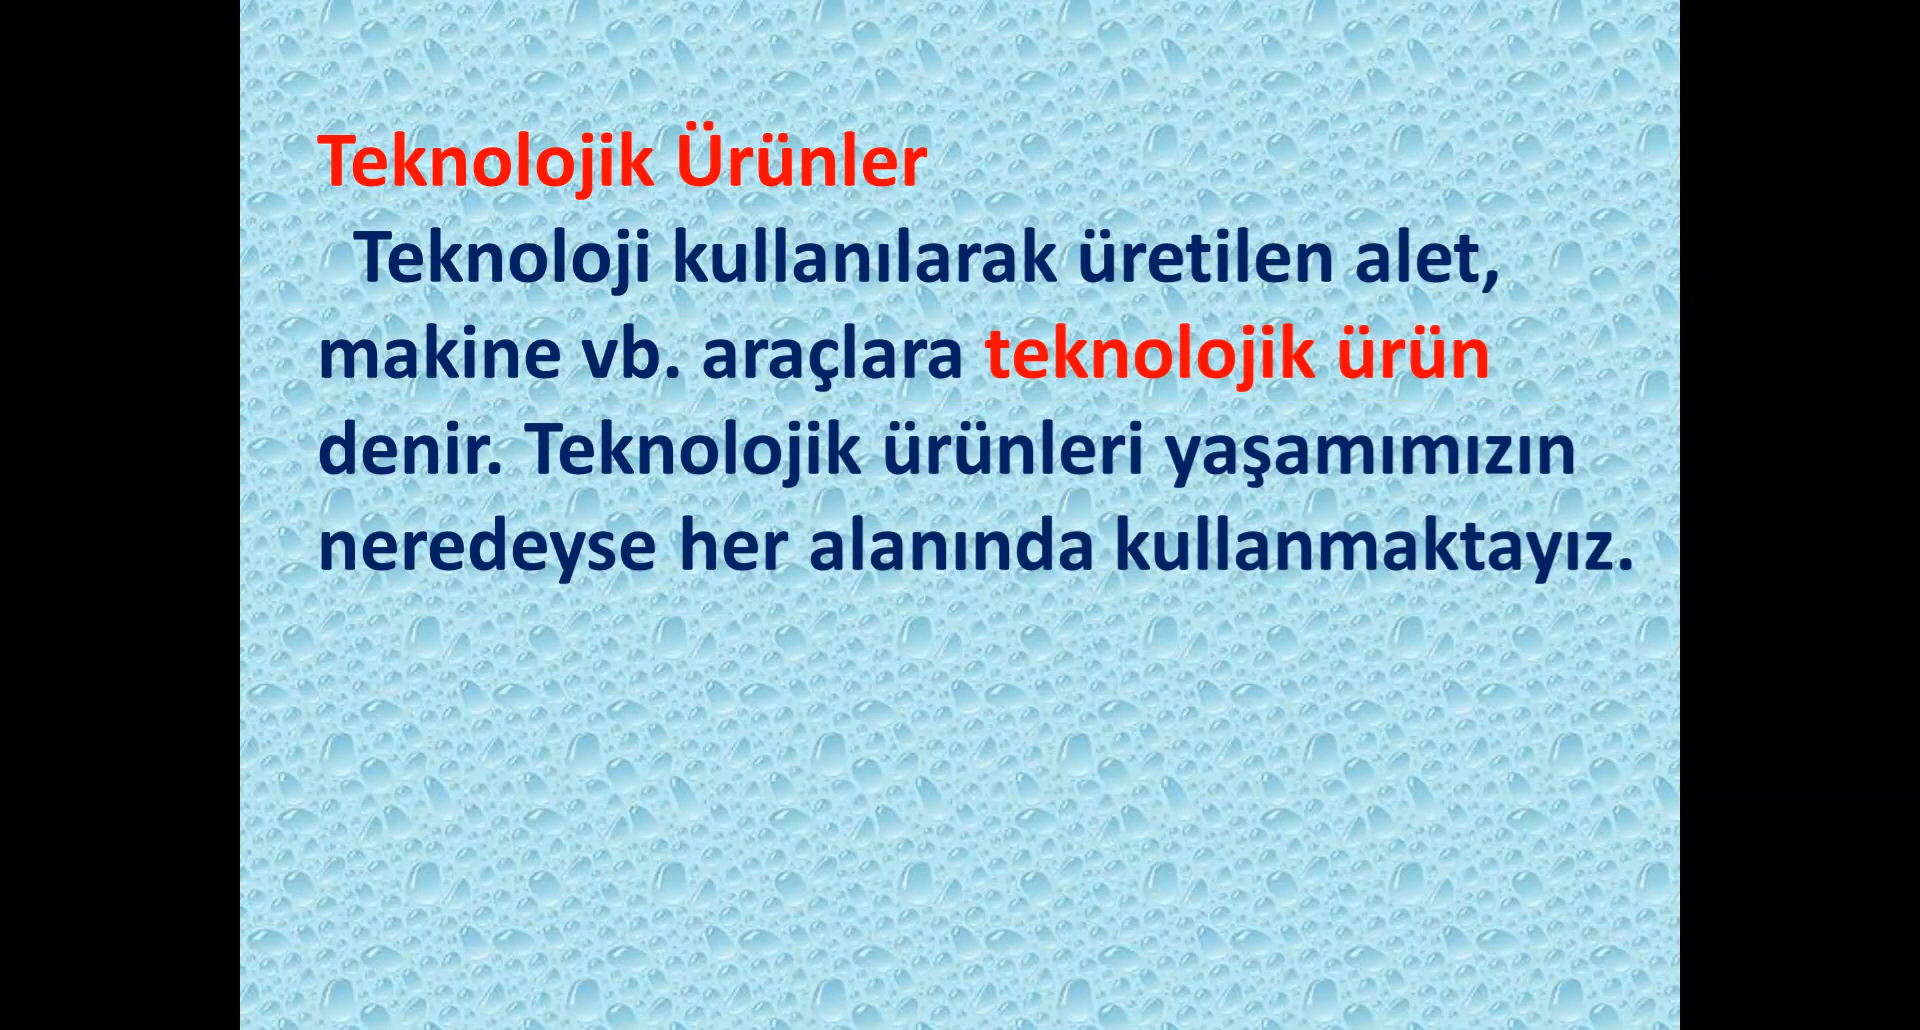 Teknolojik Ürünler
Teknoloji kullanılarak üretilen alet,
makine vb. araçlara teknolojik ürün
denir. Teknolojik ürünleri yaşamımızın
neredeyse her alanında kullanmaktayız.